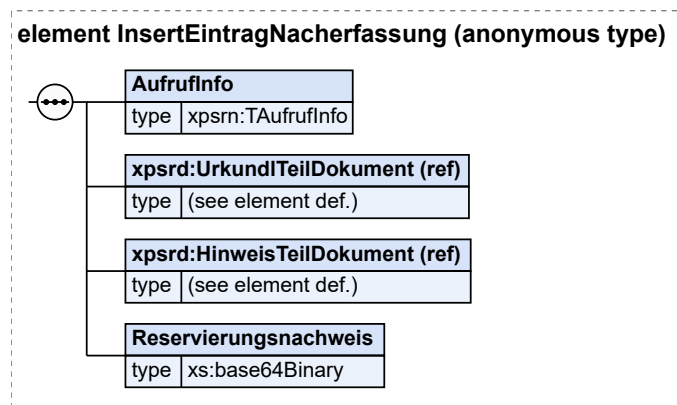 element InsertEintragNacherfassung (anonymous type)
AufrufInfo
type xpsrn:TAufrufInfo
xpsrd:UrkundlTeilDokument (ref)
type (see element def.)
xpsrd:HinweisTeilDokument (ref)
type (see element def.)
Reservierungsnachweis
type xs:base64Binary